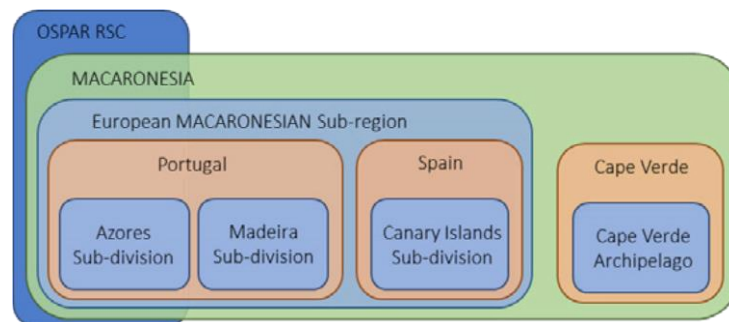 OSPAR RSC
MACARONESIA
European MACARONESIAN Sub-region
Portugal
Spain
Cape Verde
Azores
Sub-division
Madeira
Sub-division
Canary Islands
Sub-division
Cape Verde
Archipelago